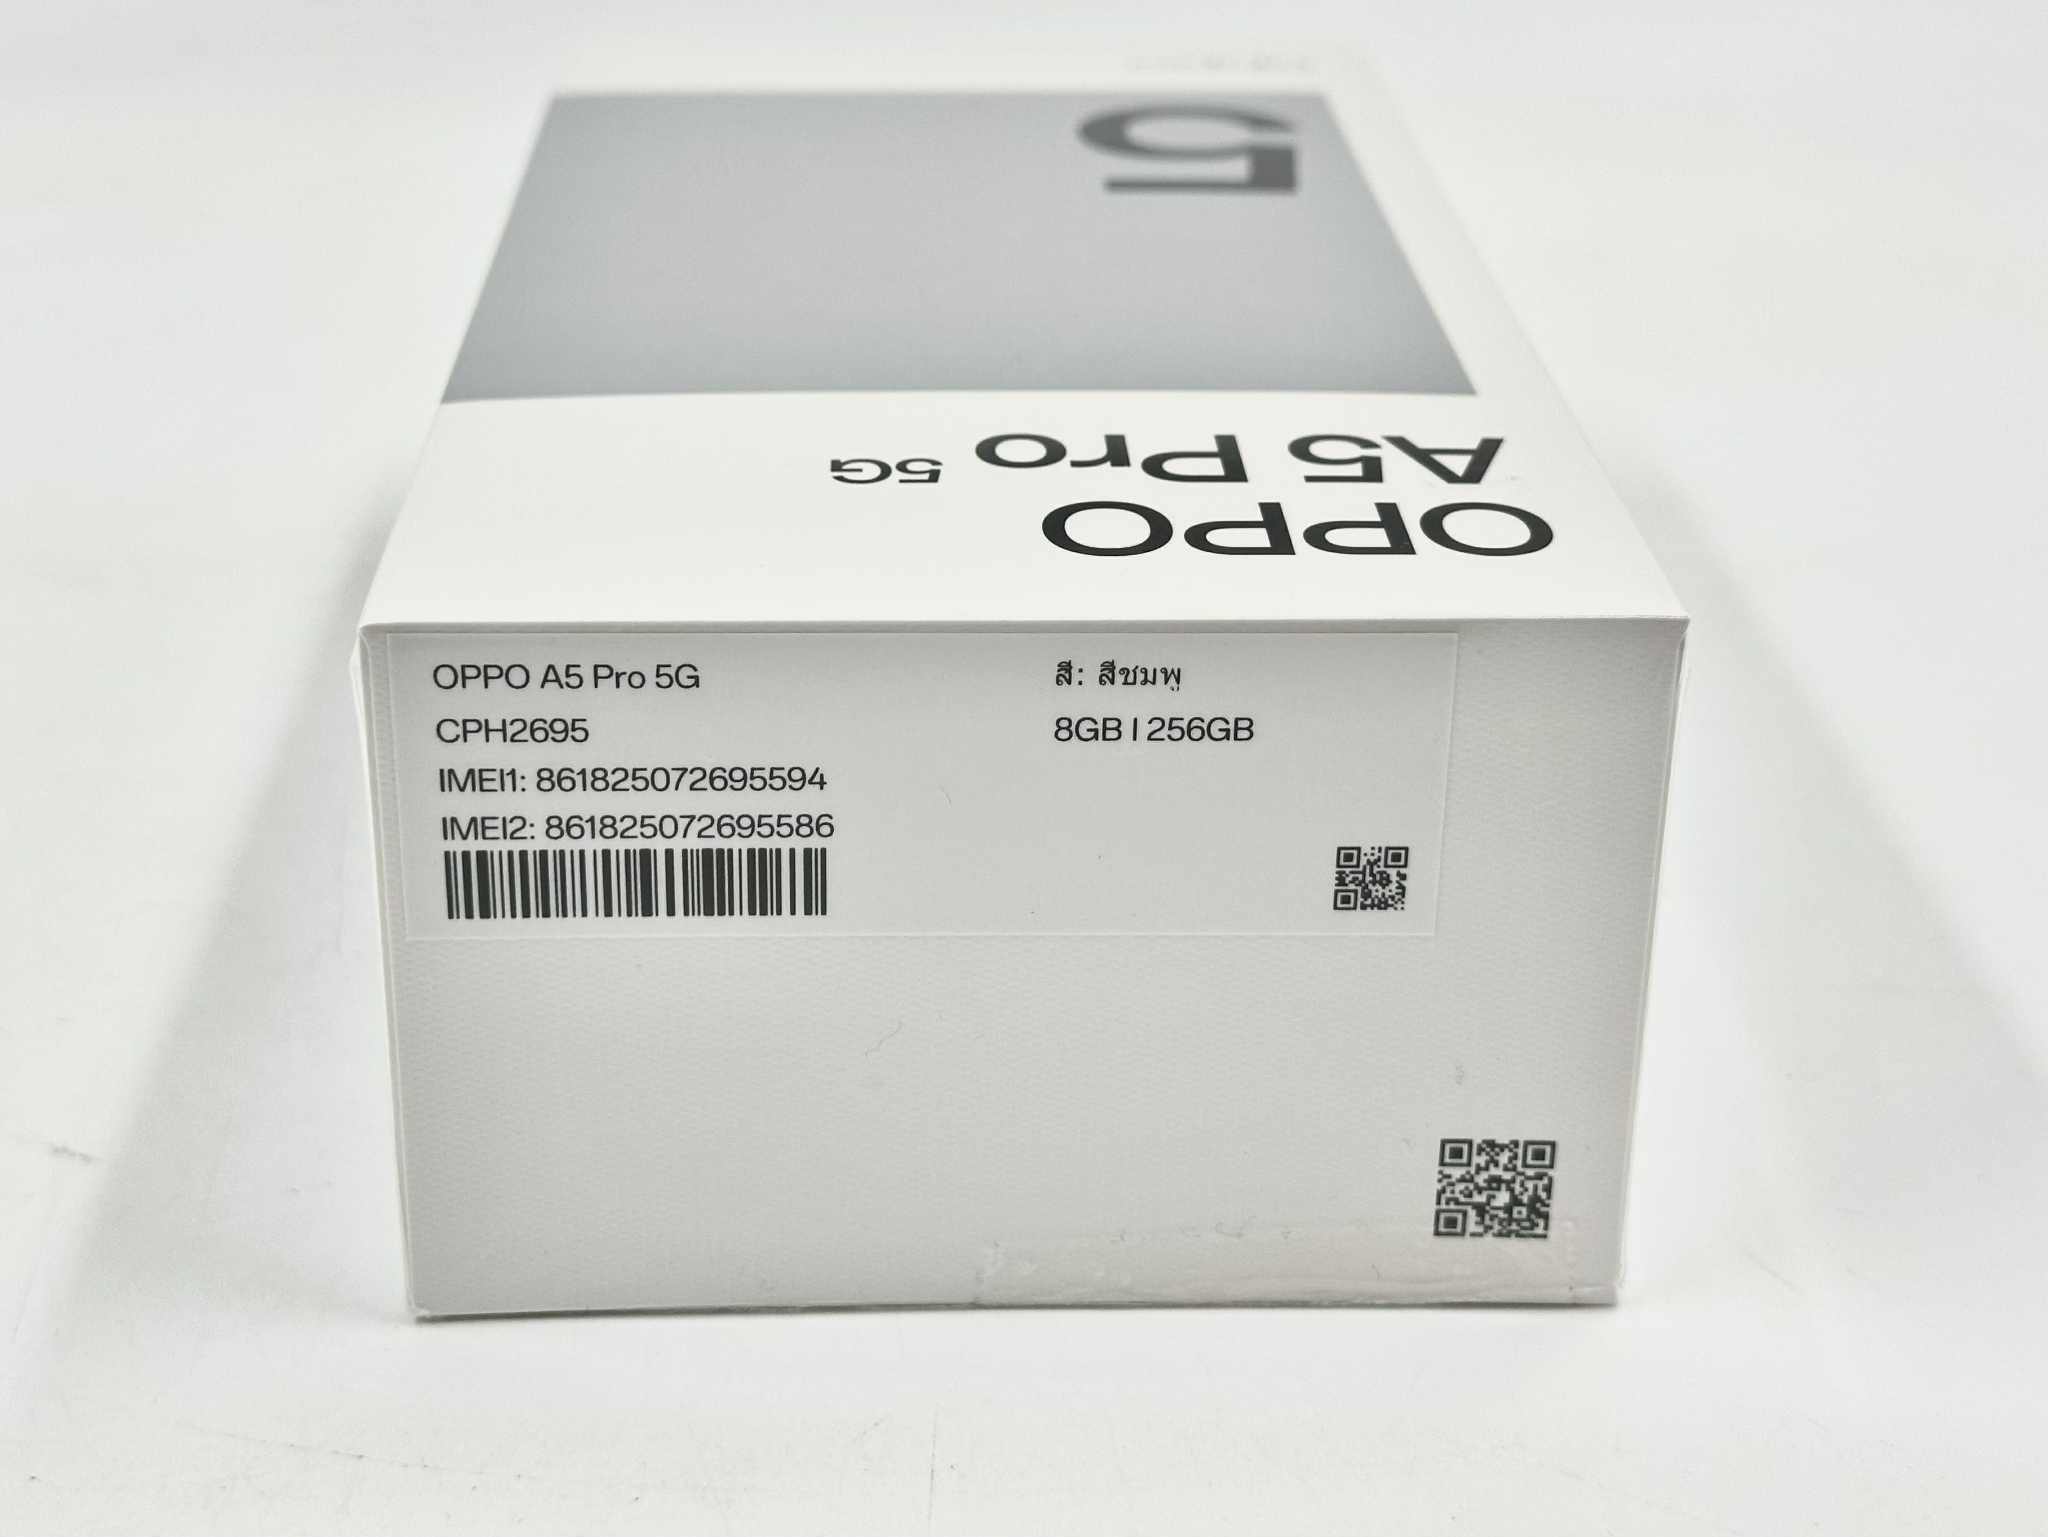 5
OPPO
A5 Pro 5G
OPPO A5 Pro 5G
สี: สีชมพู
CPH2695
8GB | 256GB
IMEI1: 861825072695594
IMEI2: 861825072695586